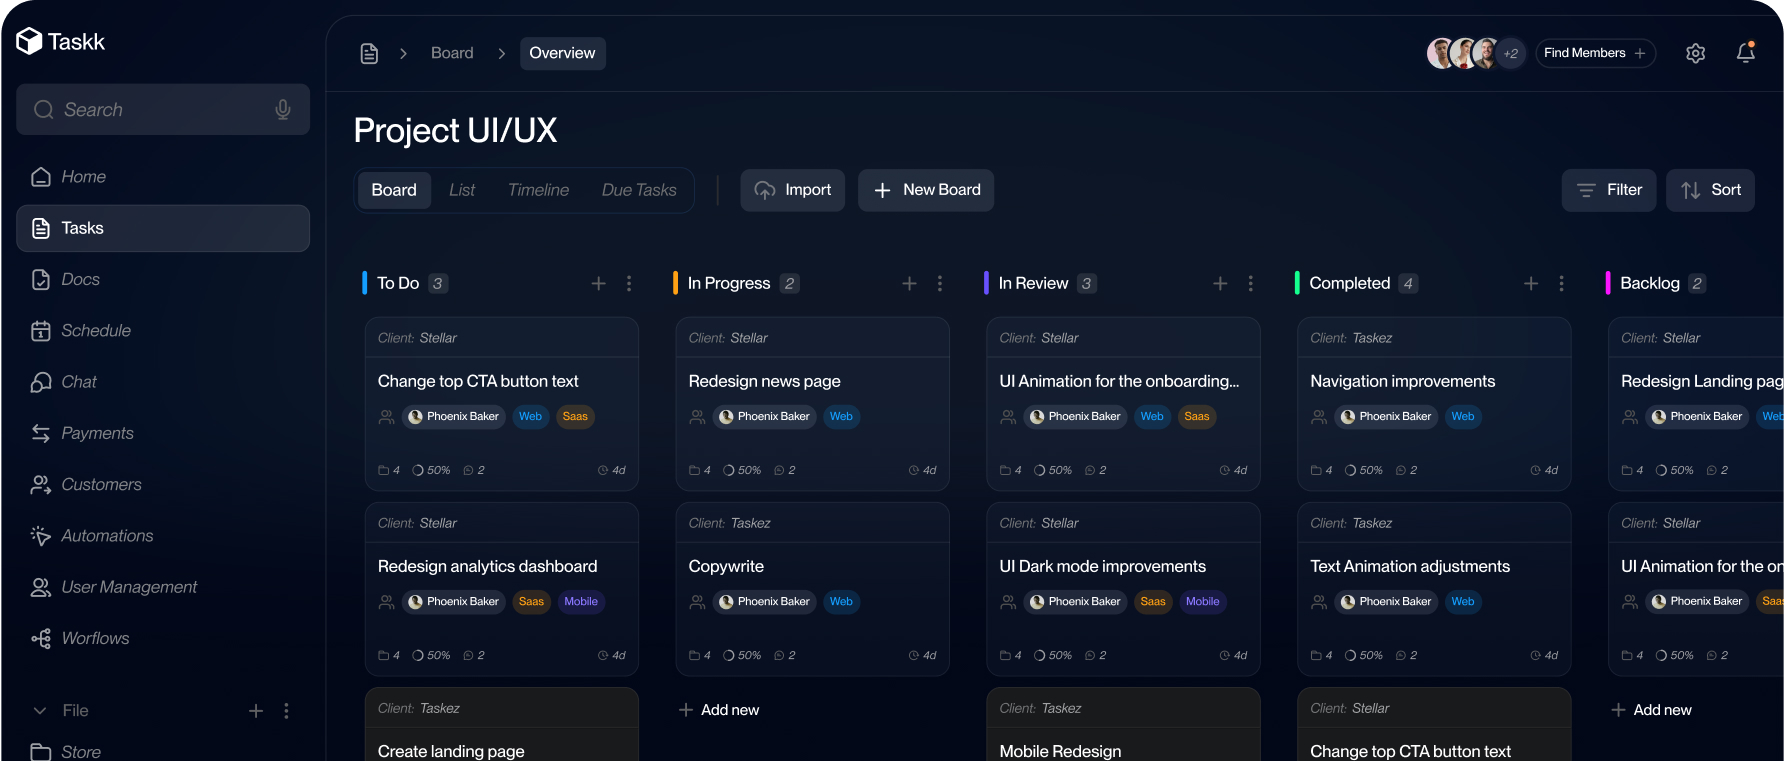 Taskk
Search
Home
Tasks
Docs
Schedule
Chat
Payments
Customers
Automations
User Management
Worflows
File
Store
Board
Overview
+2
Find Members
Project UI/UX
Board
List
Timeline
Due Tasks
Import
New Board
Filter
Sort
To Do 3
Client: Stellar
Change top CTA button text
Phoenix Baker Web Saas
4 50% 2 4d
Client: Stellar
Redesign analytics dashboard
Phoenix Baker Saas Mobile
4 50% 2 4d
Client: Taskez
Create landing page
In Progress 2
Client: Stellar
Redesign news page
Phoenix Baker Web
4 50% 2 4d
Client: Taskez
Copywrite
Phoenix Baker Web
4 50% 2 4d
Add new
In Review 3
Client: Stellar
UI Animation for the onboarding...
Phoenix Baker Web Saas
4 50% 2 4d
Client: Stellar
UI Dark mode improvements
Phoenix Baker Saas Mobile
4 50% 2 4d
Client: Taskez
Mobile Redesign
Completed 4
Client: Taskez
Navigation improvements
Phoenix Baker Web
4 50% 2 4d
Client: Taskez
Text Animation adjustments
Phoenix Baker Web
4 50% 2 4d
Client: Stellar
Change top CTA button text
Backlog 2
Client: Stellar
Redesign Landing pag
Phoenix Baker Web
4 50% 2
Client: Stellar
UI Animation for the on
Phoenix Baker Saas
4 50% 2
Add new